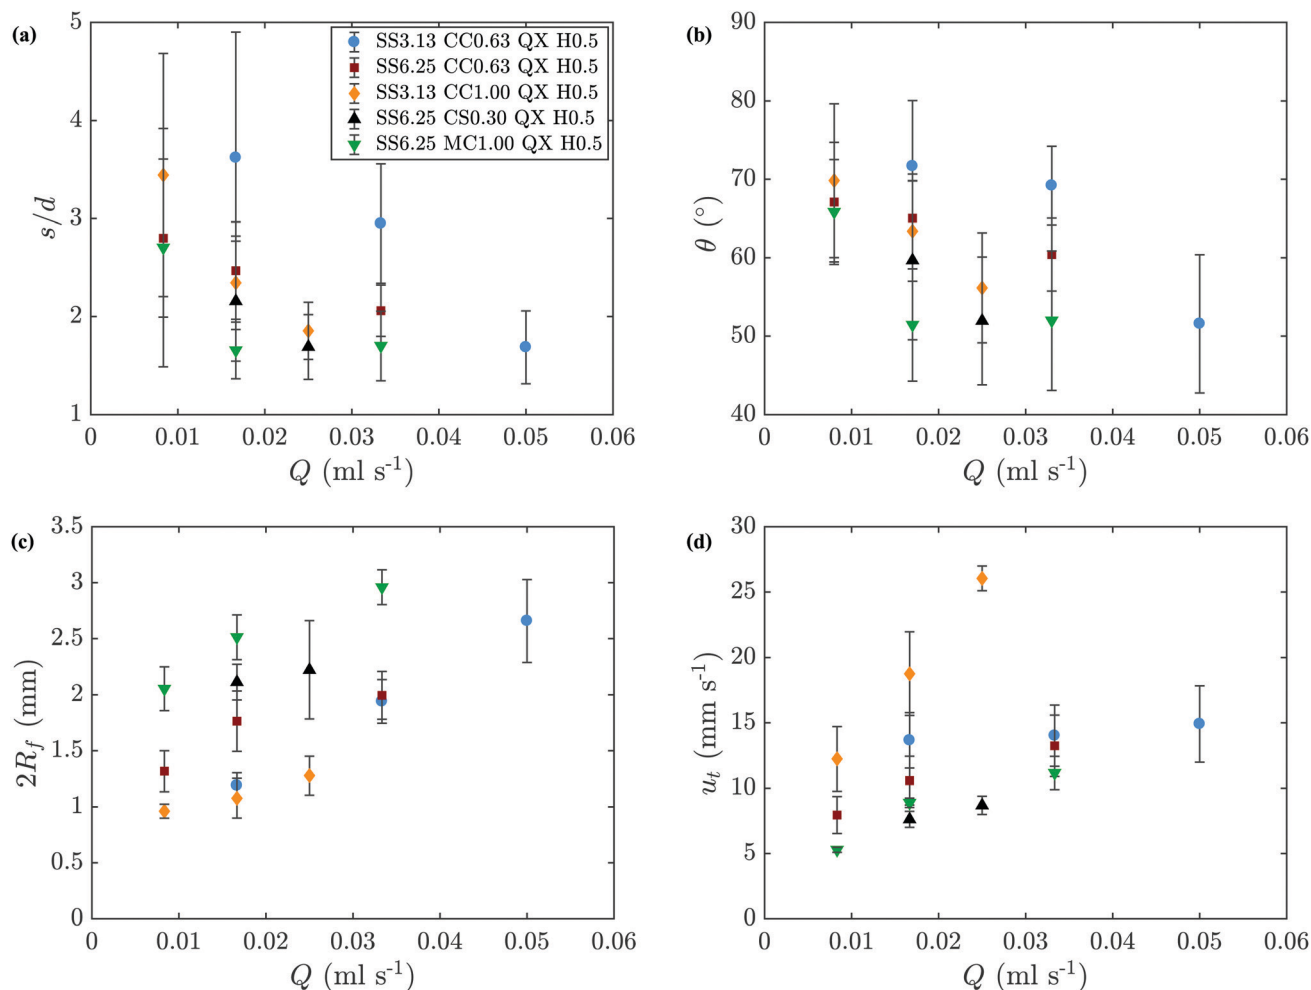 (a)
5
4
3
2
1
s/d
SS3.13 CC0.63 QX H0.5
SS6.25 CC0.63 QX H0.5
SS3.13 CC1.00 QX H0.5
SS6.25 CS0.30 QX H0.5
SS6.25 MC1.00 QX H0.5
0 0.01 0.02 0.03 0.04 0.05 0.06
Q (ml s-1)
(b)
90
80
70
60
50
40
θ (°)
0 0.01 0.02 0.03 0.04 0.05 0.06
Q (ml s-1)
(c)
3.5
3
2.5
2
1.5
1
0.5
0
2Rf (mm)
0 0.01 0.02 0.03 0.04 0.05 0.06
Q (ml s-1)
(d)
30
25
20
15
10
5
0
ut (mm s-1)
0 0.01 0.02 0.03 0.04 0.05 0.06
Q (ml s-1)